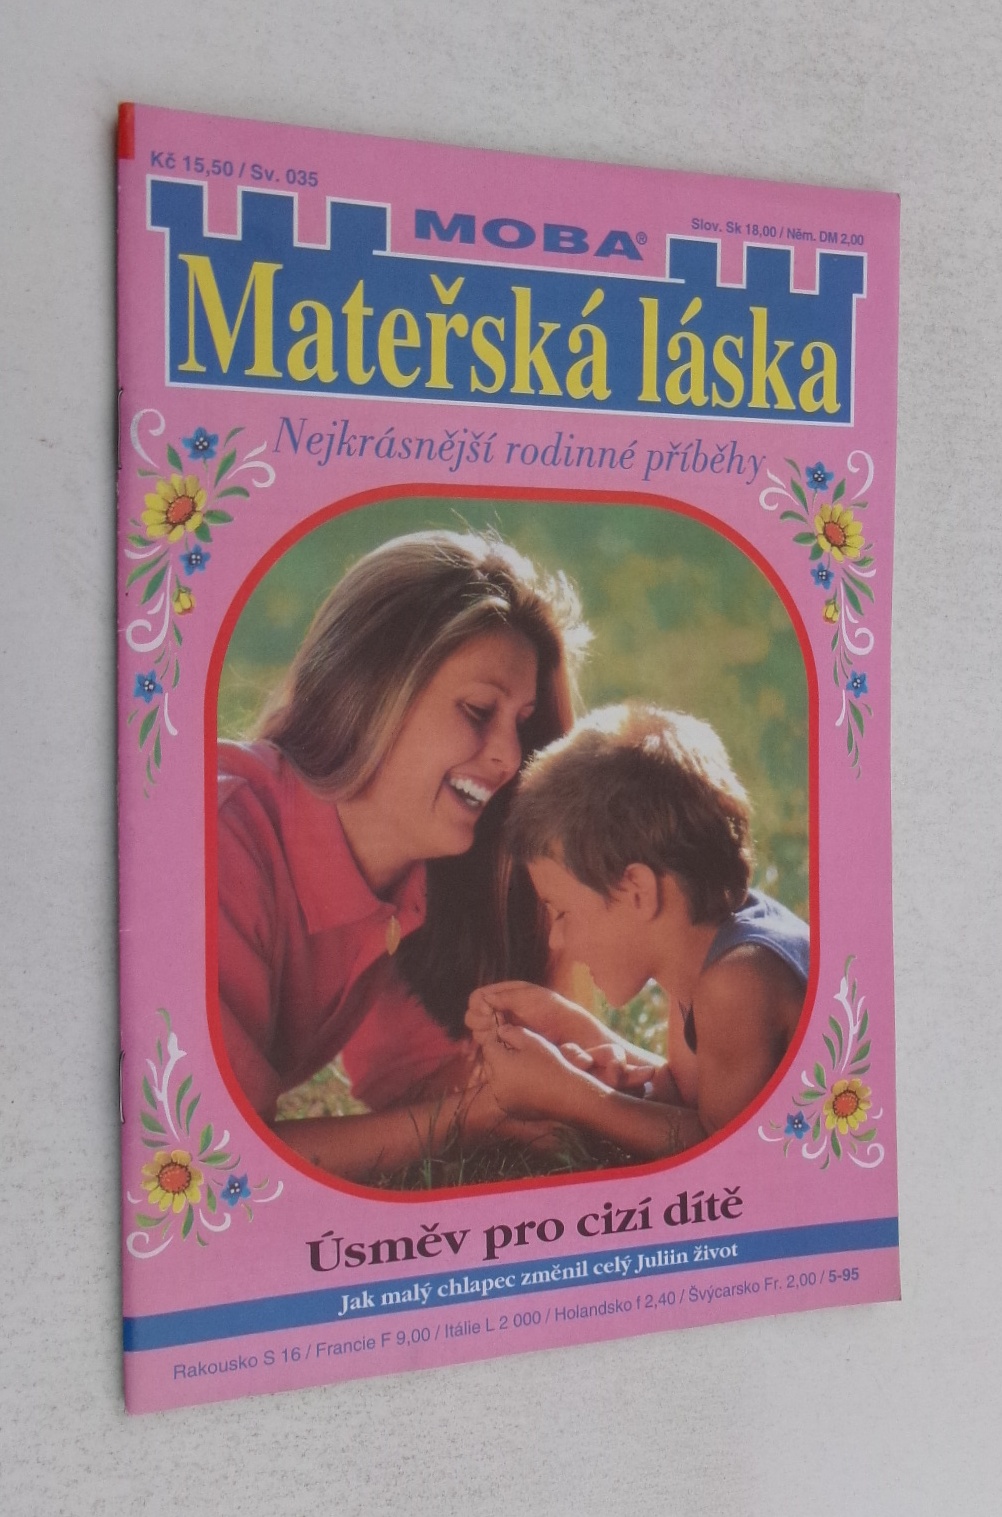 Kč 15,50 / Sv. 035
MOBA®
Slov. Sk 18,00 / Něm. DM 2,00
Mateřská láska
Nejkrásnější rodinné příběhy
Úsměv pro cizí dítě
Jak malý chlapec změnil celý Juliin život
Rakousko S 16 / Francie F 9,00 / Itálie L 2 000 / Holandsko f 2,40 / Švýcarsko Fr. 2,00 / 5-95